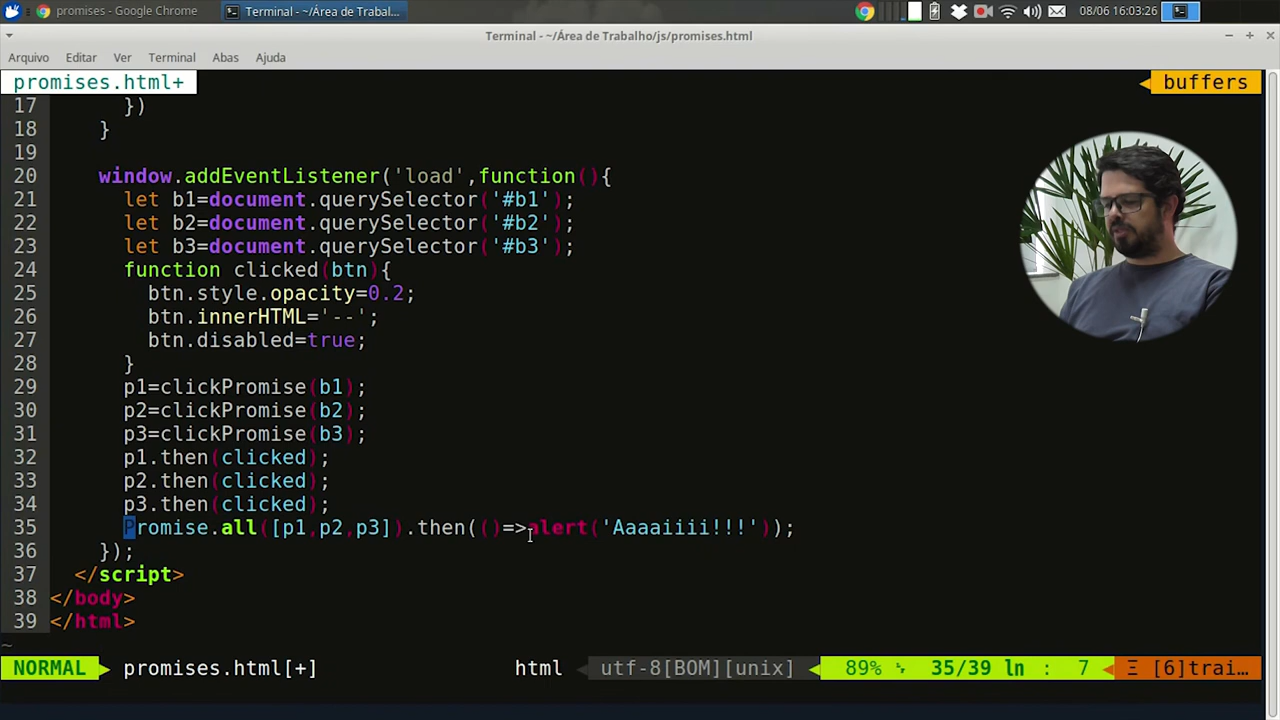 promises - Google Chrome
Terminal - ~/Área de Trabal...
08/06 16:03:26
Terminal - ~/Área de Trabalho/js/promises.html
Arquivo Editar Ver Terminal Abas Ajuda
promises.html+ buffers
17 })
18 }
19
20 window.addEventListener('load',function(){
21 let b1=document.querySelector('#b1');
22 let b2=document.querySelector('#b2');
23 let b3=document.querySelector('#b3');
24 function clicked(btn){
25 btn.style.opacity=0.2;
26 btn.innerHTML='--';
27 btn.disabled=true;
28 }
29 p1=clickPromise(b1);
30 p2=clickPromise(b2);
31 p3=clickPromise(b3);
32 p1.then(clicked);
33 p2.then(clicked);
34 p3.then(clicked);
35 Promise.all([p1,p2,p3]).then(()=>alert('Aaaaiiii!!!'));
36 });
37 </script>
38 </body>
39 </html>
~
NORMAL promises.html[+] html utf-8[BOM][unix] 89% 35/39 ln : 7 Ξ [6]trai...